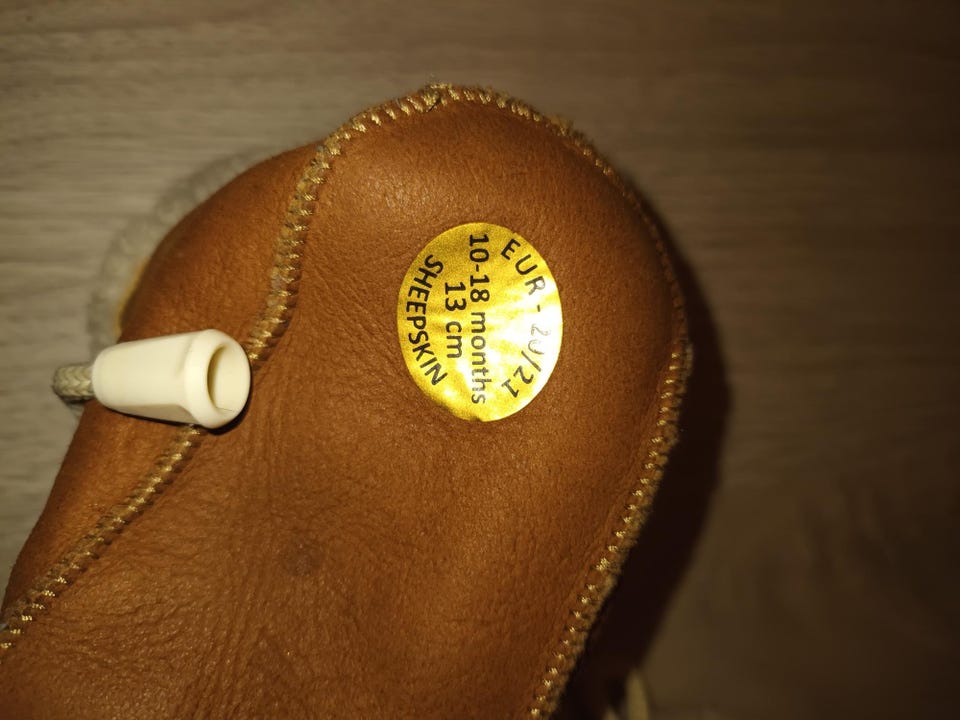 EUR - 20/21
10-18 months
13 cm
SHEEPSKIN